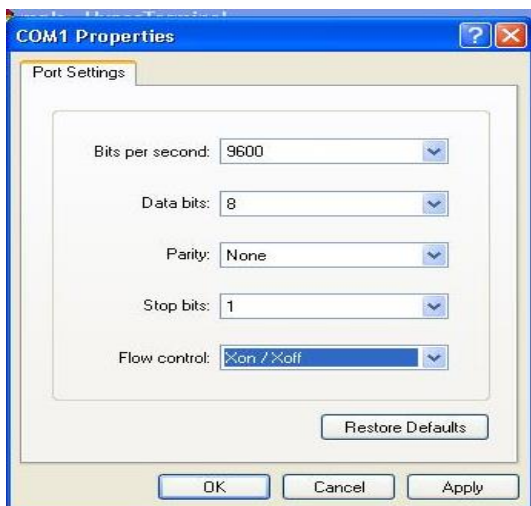 COM1 Properties
Port Settings
Bits per second: 9600
Data bits: 8
Parity: None
Stop bits: 1
Flow control: Xon / Xoff
Restore Defaults
OK Cancel Apply